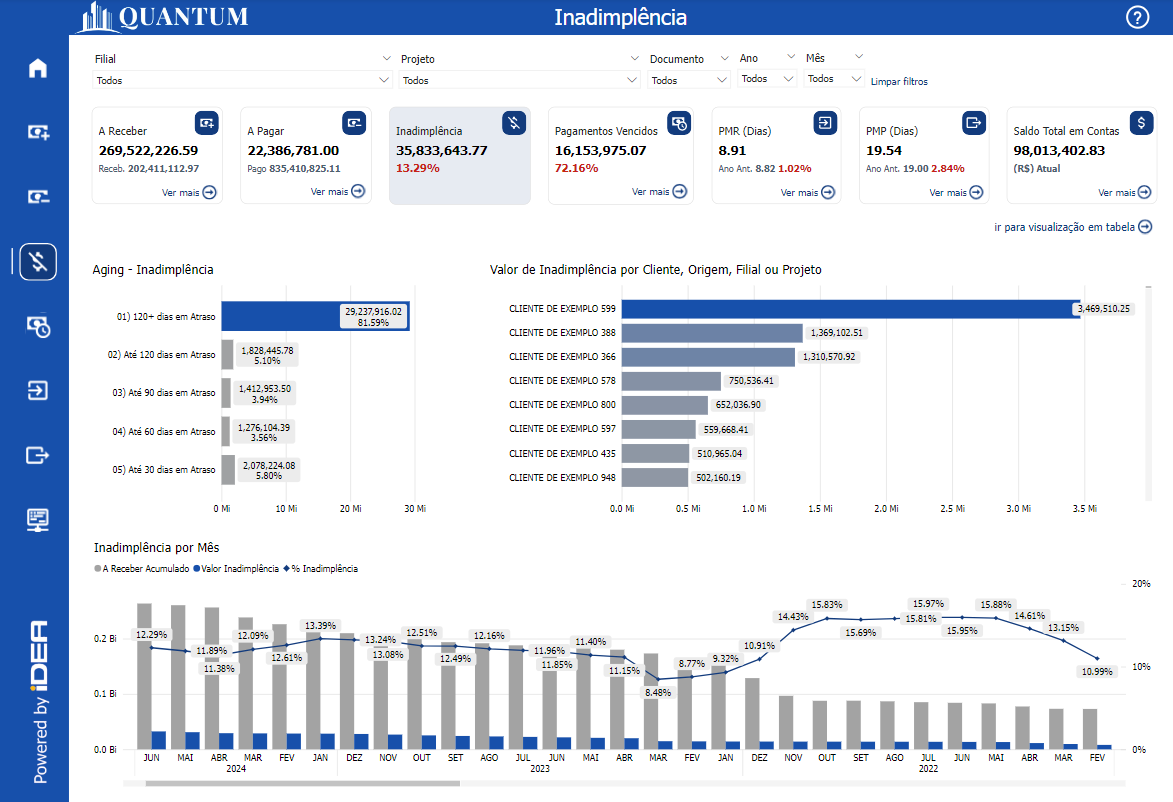 QUANTUM
Inadimplência
?
Filial
Projeto
Documento
Ano
Mês
Todos
Todos
Todos
Todos
Todos
Limpar filtros
A Receber
269,522,226.59
Receb. 202,411,112.97
Ver mais
A Pagar
22,386,781.00
Pago 835,410,825.11
Ver mais
Inadimplência
35,833,643.77
13.29%
Pagamentos Vencidos
16,153,975.07
72.16%
Ver mais
PMR (Dias)
8.91
Ano Ant. 8.82 1.02%
Ver mais
PMP (Dias)
19.54
Ano Ant. 19.00 2.84%
Ver mais
Saldo Total em Contas
98,013,402.83
(R$) Atual
Ver mais
ir para visualização em tabela
Aging - Inadimplência
01) 120+ dias em Atraso
29,237,916.02
81.59%
02) Até 120 dias em Atraso
1,828,445.78
5.10%
03) Até 90 dias em Atraso
1,412,953.50
3.94%
04) Até 60 dias em Atraso
1,276,104.39
3.56%
05) Até 30 dias em Atraso
2,078,224.08
5.80%
0 Mi 10 Mi 20 Mi 30 Mi
Valor de Inadimplência por Cliente, Origem, Filial ou Projeto
CLIENTE DE EXEMPLO 599 3,469,510.25
CLIENTE DE EXEMPLO 388 1,369,102.51
CLIENTE DE EXEMPLO 366 1,310,570.92
CLIENTE DE EXEMPLO 578 750,536.41
CLIENTE DE EXEMPLO 800 652,036.90
CLIENTE DE EXEMPLO 597 559,668.41
CLIENTE DE EXEMPLO 435 510,965.04
CLIENTE DE EXEMPLO 948 502,160.19
0.0 Mi 0.5 Mi 1.0 Mi 1.5 Mi 2.0 Mi 2.5 Mi 3.0 Mi 3.5 Mi
Inadimplência por Mês
A Receber Acumulado Valor Inadimplência % Inadimplência
0.2 Bi
0.1 Bi
0.0 Bi
20%
10%
0%
12.29% 11.89% 11.38% 12.09% 12.61% 13.39% 13.24% 13.08% 12.51% 12.49% 12.16% 11.96% 11.85% 11.40% 11.15% 8.48% 8.77% 9.32% 10.91% 14.43% 15.83% 15.69% 15.81% 15.97% 15.95% 15.88% 14.61% 13.15% 10.99%
JUN MAI ABR MAR FEV JAN DEZ NOV OUT SET AGO JUL JUN MAI ABR MAR FEV JAN DEZ NOV OUT SET AGO JUL JUN MAI ABR MAR FEV
2024 2023 2022
Powered by iDEA